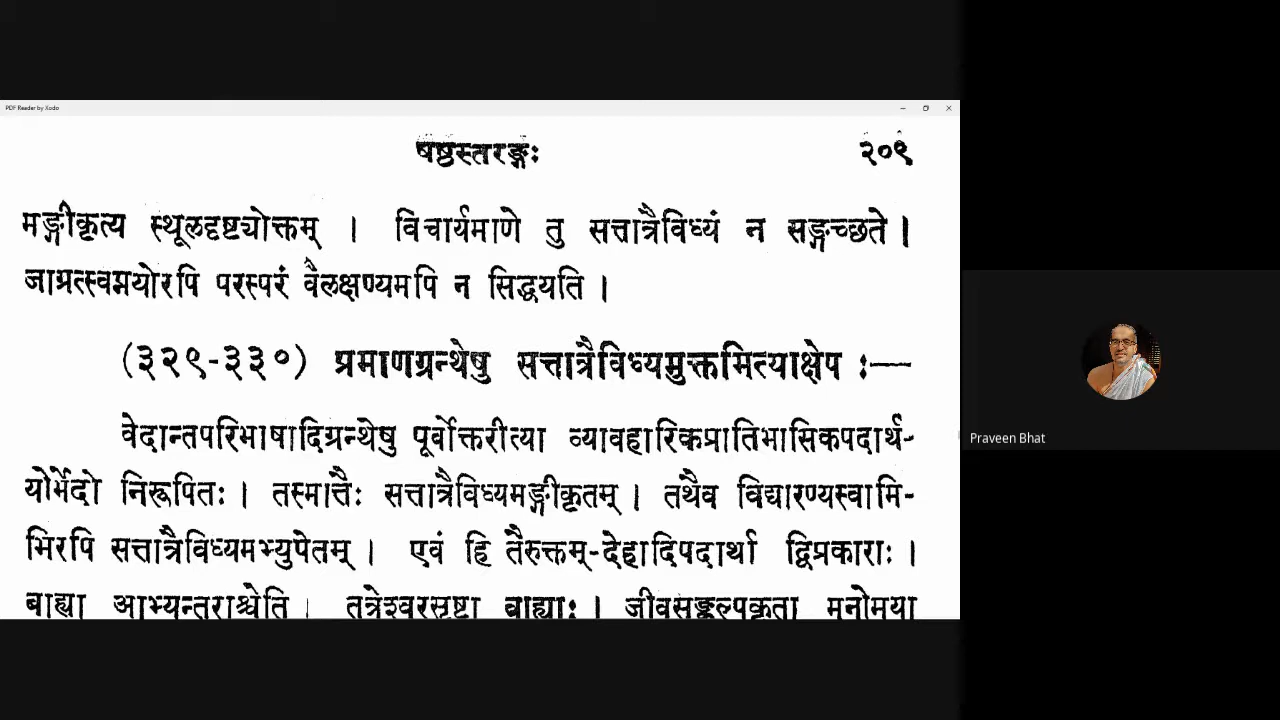 PDF Reader by Xodo
षष्ठस्तरङ्गः २०९
मङ्गीकृत्य स्थूलदृष्ट्योक्तम् । विचार्यमाणे तु सत्तात्रैविध्यं न सङ्गच्छते ।
जाग्रत्स्वप्नयोरपि परस्परं वैलक्षण्यमपि न सिद्ध्यति ।
(३२९-३३०) प्रमाणग्रन्थेषु सत्तात्रैविध्यमुक्तमित्याक्षेप :—
वेदान्तपरिभाषादिग्रन्थेषु पूर्वोक्तरीत्या व्यावहारिकप्रातिभासिकपदार्थ-
योर्भेदो निरूपितः । तस्मात्तैः सत्तात्रैविध्यमङ्गीकृतम् । तथैव विद्यारण्यस्वामि-
भिरपि सत्तात्रैविध्यमभ्युपेतम् । एवं हि तैरुक्तम्-देहादिपदार्था द्विप्रकाराः ।
बाह्या आभ्यन्तराश्चेति । तत्रेश्वरसृष्टा बाह्याः । जीवसङ्कल्पकृता मनोमया
Praveen Bhat